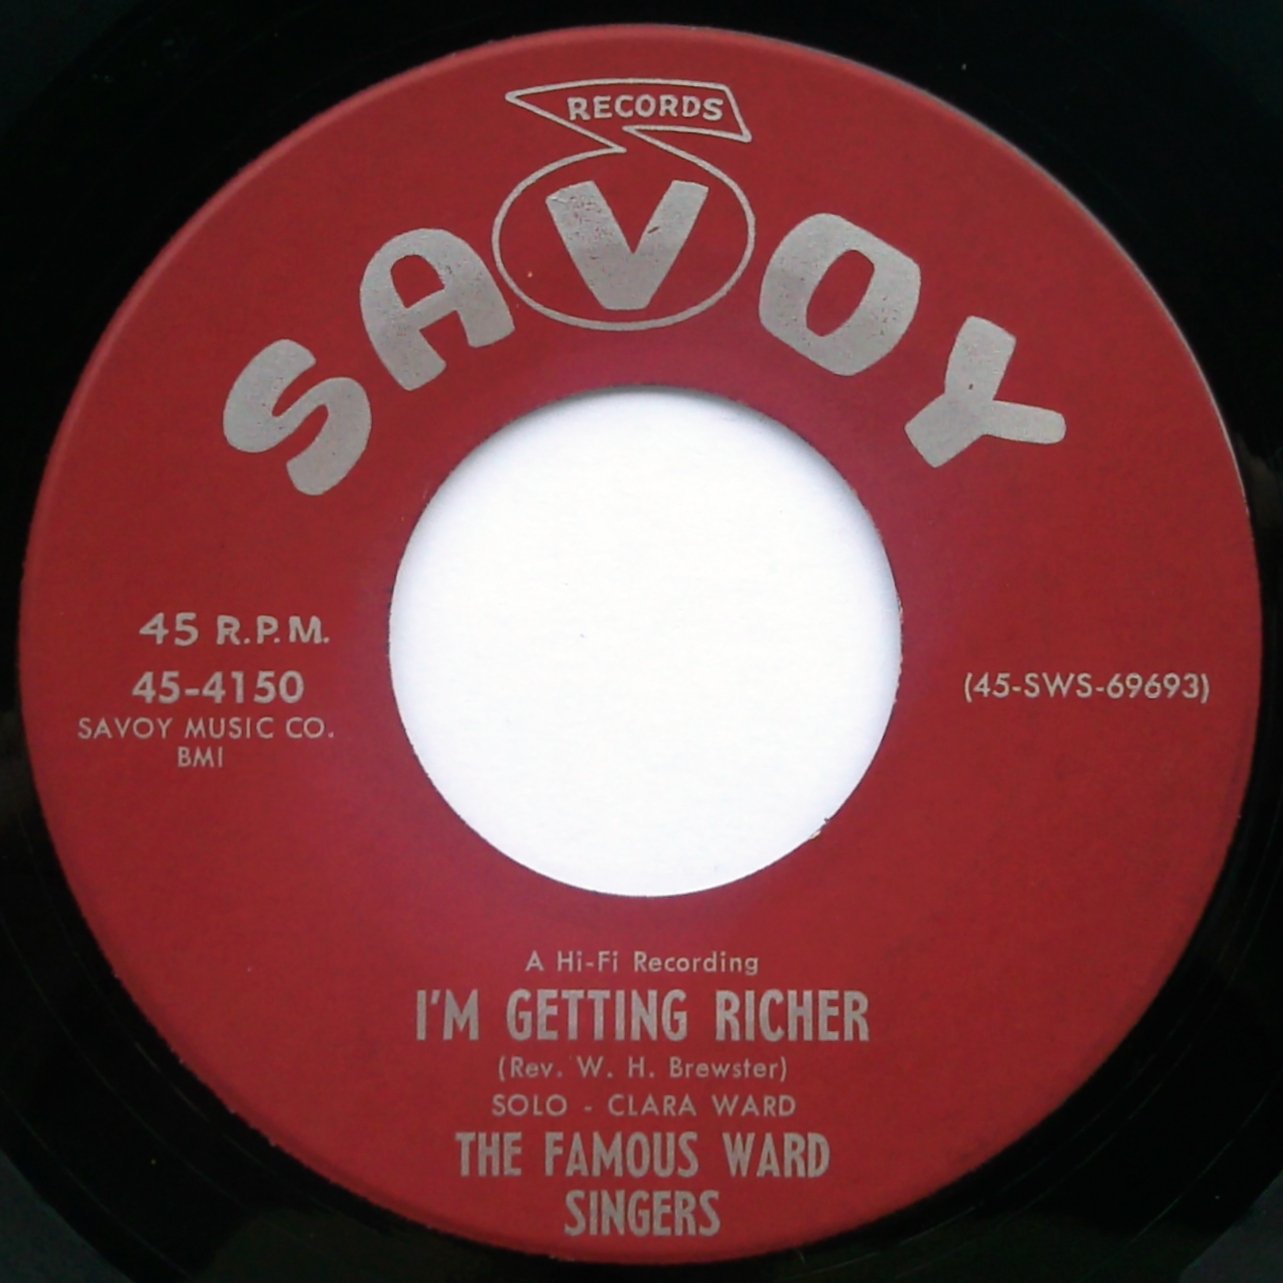 RECORDS
SAVOY
45 R.P.M.
45-4150
SAVOY MUSIC CO.
BMI
(45-SWS-69693)
A Hi-Fi Recording
I'M GETTING RICHER
(Rev. W. H. Brewster)
SOLO - CLARA WARD
THE FAMOUS WARD
SINGERS